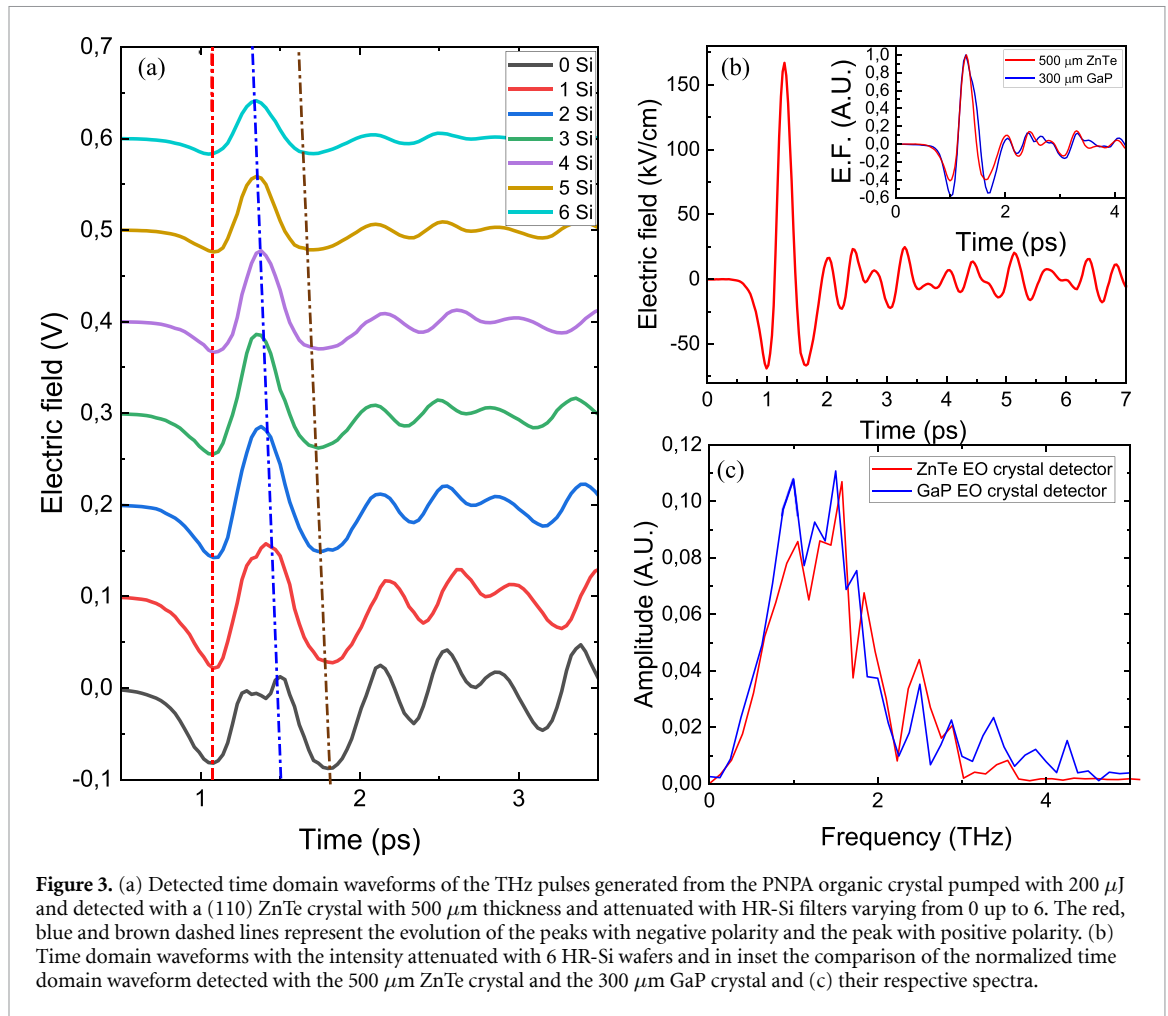 (a)
0,7
0,6
0,5
0,4
0,3
0,2
0,1
0,0
-0,1
Electric field (V)
1
2
3
Time (ps)
0 Si
1 Si
2 Si
3 Si
4 Si
5 Si
6 Si
(b)
150
100
50
0
-50
Electric field (kV/cm)
0
1
2
3
4
5
6
7
Time (ps)
1,0
0,8
0,6
0,4
0,2
0,0
-0,2
-0,4
-0,6
E.F. (A.U.)
500 μm ZnTe
300 μm GaP
0
2
4
Time (ps)
(c)
0,12
0,10
0,08
0,06
0,04
0,02
0,00
Amplitude (A.U.)
ZnTe EO crystal detector
GaP EO crystal detector
0
2
4
Frequency (THz)
Figure 3. (a) Detected time domain waveforms of the THz pulses generated from the PNPA organic crystal pumped with 200 μJ
and detected with a (110) ZnTe crystal with 500 μm thickness and attenuated with HR-Si filters varying from 0 up to 6. The red,
blue and brown dashed lines represent the evolution of the peaks with negative polarity and the peak with positive polarity. (b)
Time domain waveforms with the intensity attenuated with 6 HR-Si wafers and in inset the comparison of the normalized time
domain waveform detected with the 500 μm ZnTe crystal and the 300 μm GaP crystal and (c) their respective spectra.